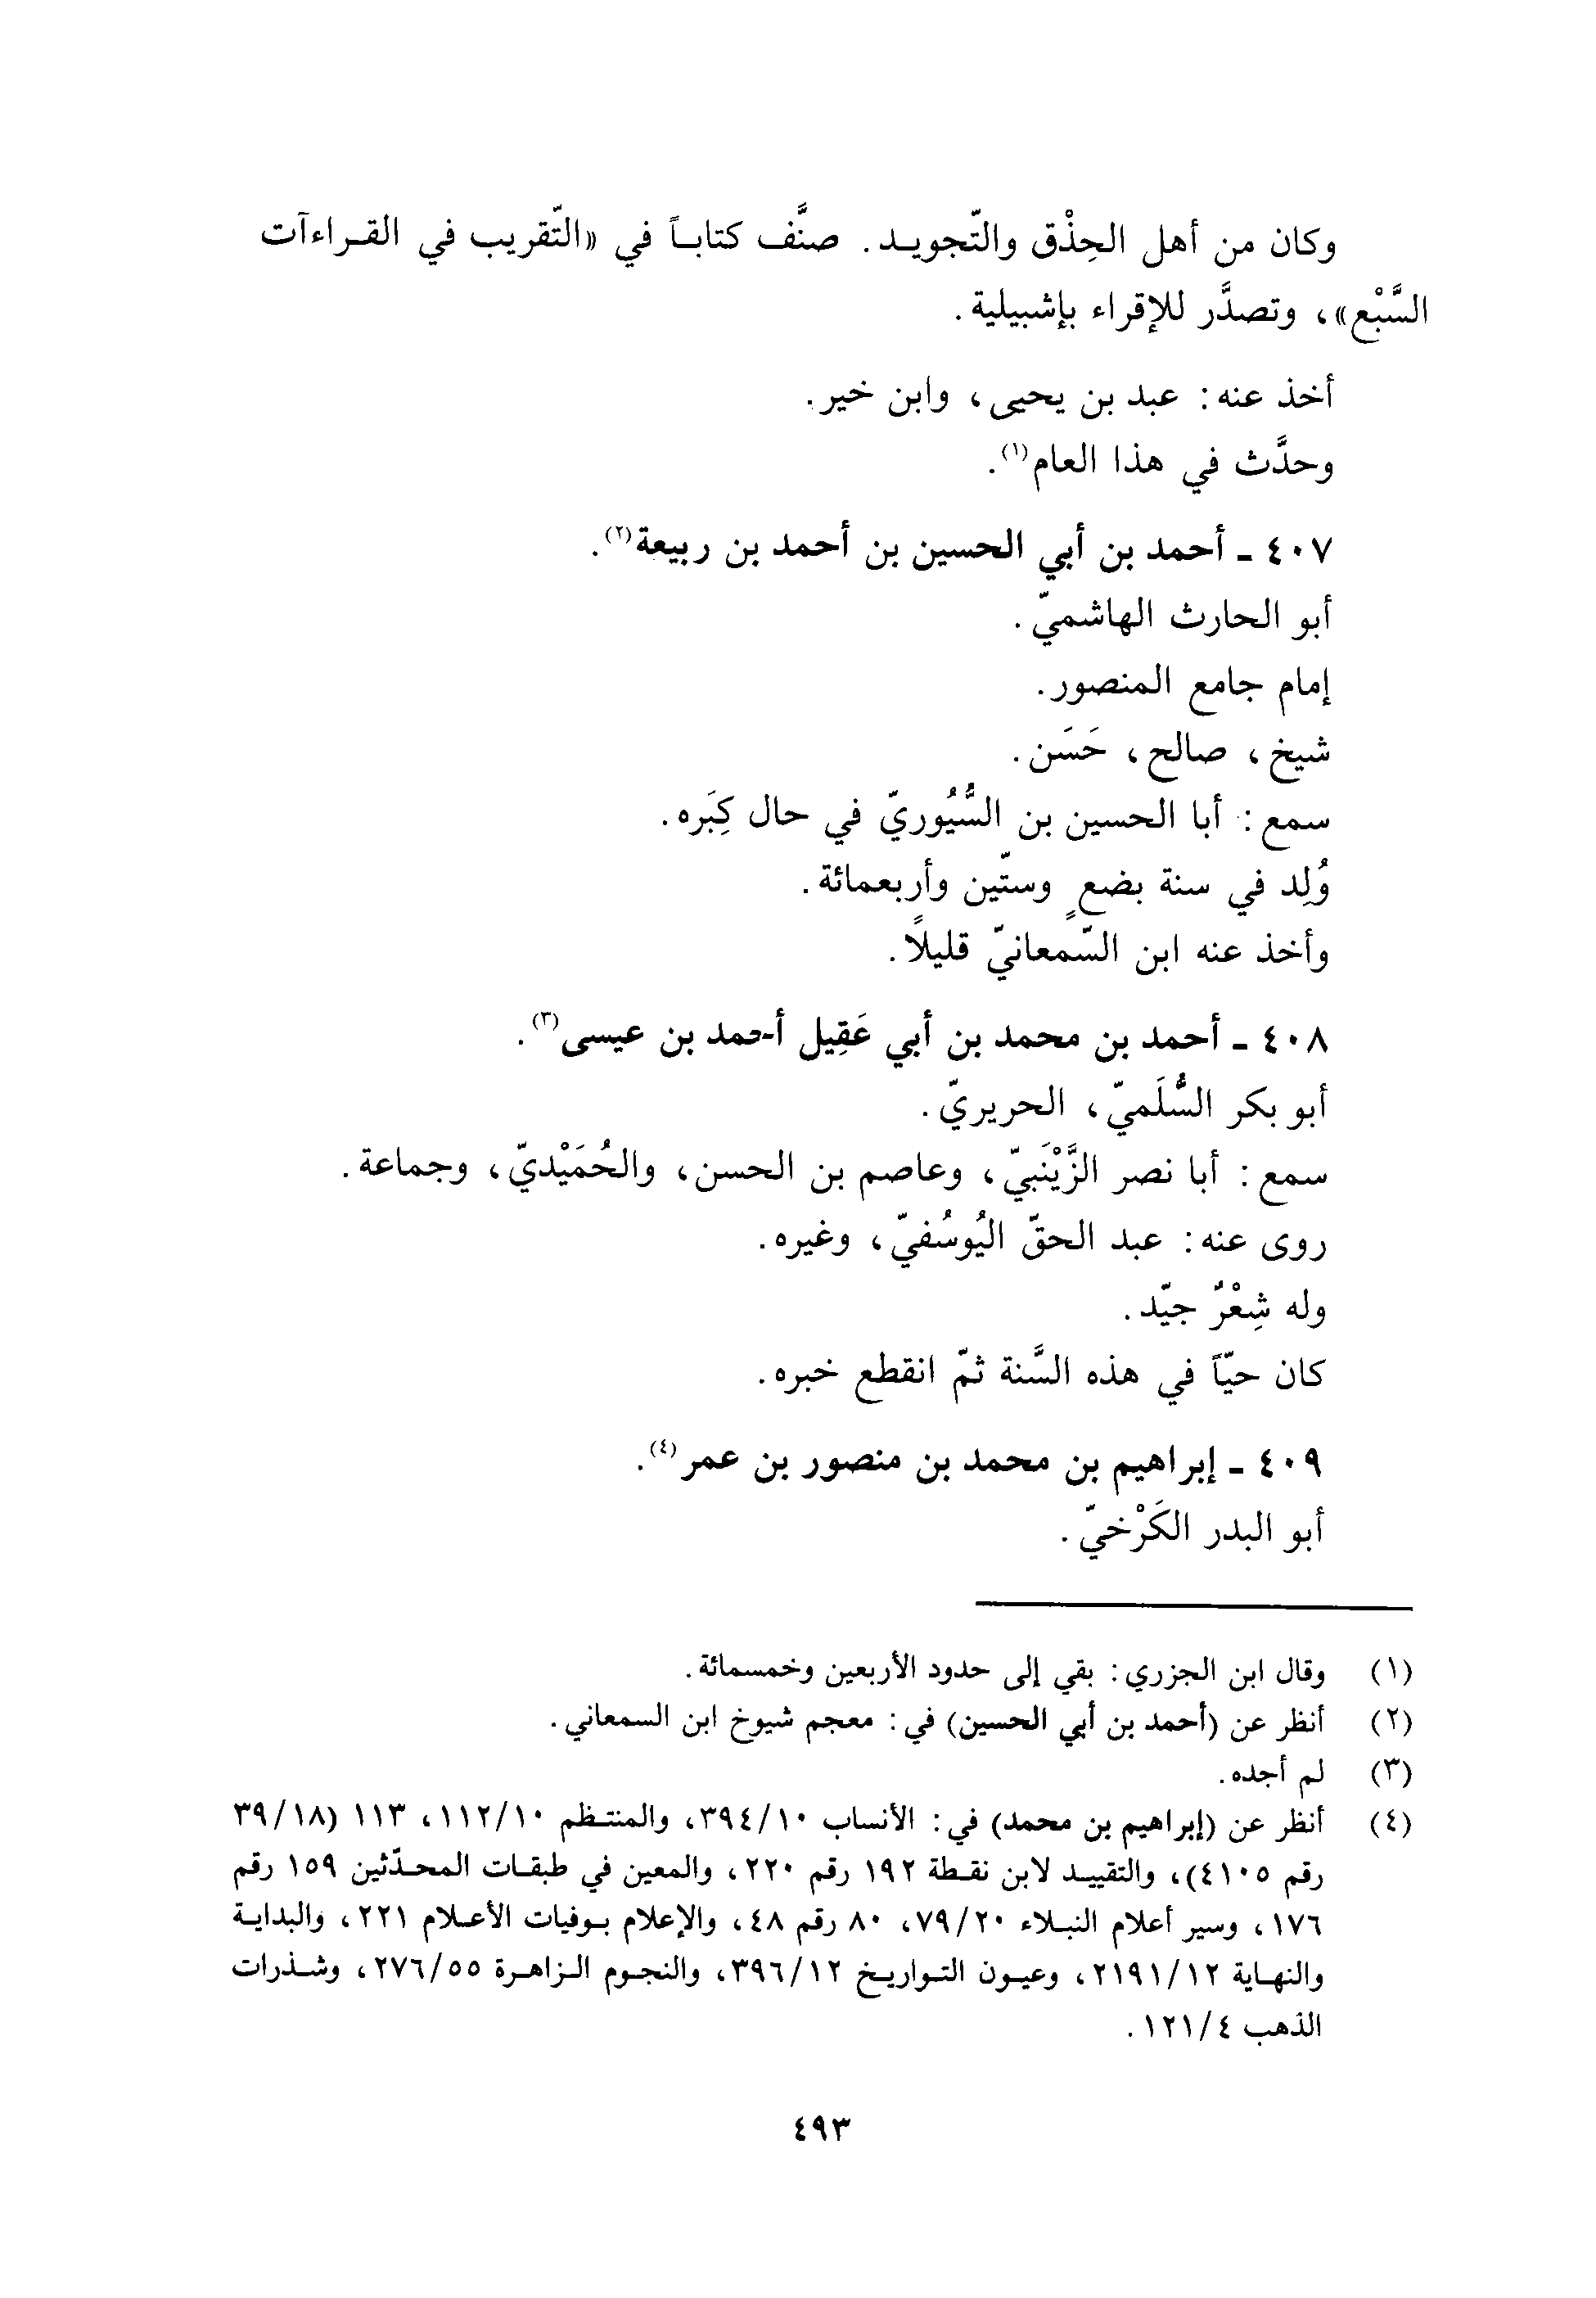 وكان من أهل الحِذْق والتّجويد. صنَّف كتاباً في «التّقريب في القراءآت
السَّبْع»، وتصدَّر للإقراء بإشبيلية.
أخذ عنه: عبد بن يحيى، وابن خير.
وحدَّث في هذا العام(١).
٤٠٧ - أحمد بن أبي الحسين بن أحمد بن ربيعة(٢).
أبو الحارث الهاشميّ.
إمام جامع المنصور.
شيخ، صالح، حَسَن.
سمع: أبا الحسين بن السُّيُوريّ في حال كِبَره.
وُلِد في سنة بضعٍ وستّين وأربعمائة.
وأخذ عنه ابن السّمعانيّ قليلاً.
٤٠٨ - أحمد بن محمد بن أبي عَقِيل أحمد بن عيسى(٣).
أبو بكر السُّلَميّ، الحريريّ.
سمع: أبا نصر الزَّيْنَبيّ، وعاصم بن الحسن، والحُمَيْديّ، وجماعة.
روى عنه: عبد الحقّ اليُوسُفيّ، وغيره.
وله شِعْرٌ جيّد.
كان حيّاً في هذه السَّنة ثمّ انقطع خبره.
٤٠٩ - إبراهيم بن محمد بن منصور بن عمر(٤).
أبو البدر الكَرْخيّ.
(١) وقال ابن الجزري: بقي إلى حدود الأربعين وخمسمائة.
(٢) أنظر عن (أحمد بن أبي الحسين) في: معجم شيوخ ابن السمعاني.
(٣) لم أجده.
(٤) أنظر عن (إبراهيم بن محمد) في: الأنساب ٣٩٤/١٠، والمنتظم ١١٢/١٠، ١١٣ (٣٩/١٨
رقم ٤١٠٥)، والتقييد لابن نقطة ١٩٢ رقم ٢٢٠، والمعين في طبقات المحدّثين ١٥٩ رقم
١٧٦، وسير أعلام النبلاء ٧٩/٢٠، ٨٠ رقم ٤٨، والإعلام بوفيات الأعلام ٢٢١، والبداية
والنهاية ٢١٩١/١٢، وعيون التواريخ ٣٩٦/١٢، والنجوم الزاهرة ٢٧٦/٥٥، وشذرات
الذهب ١٢١/٤.
٤٩٣